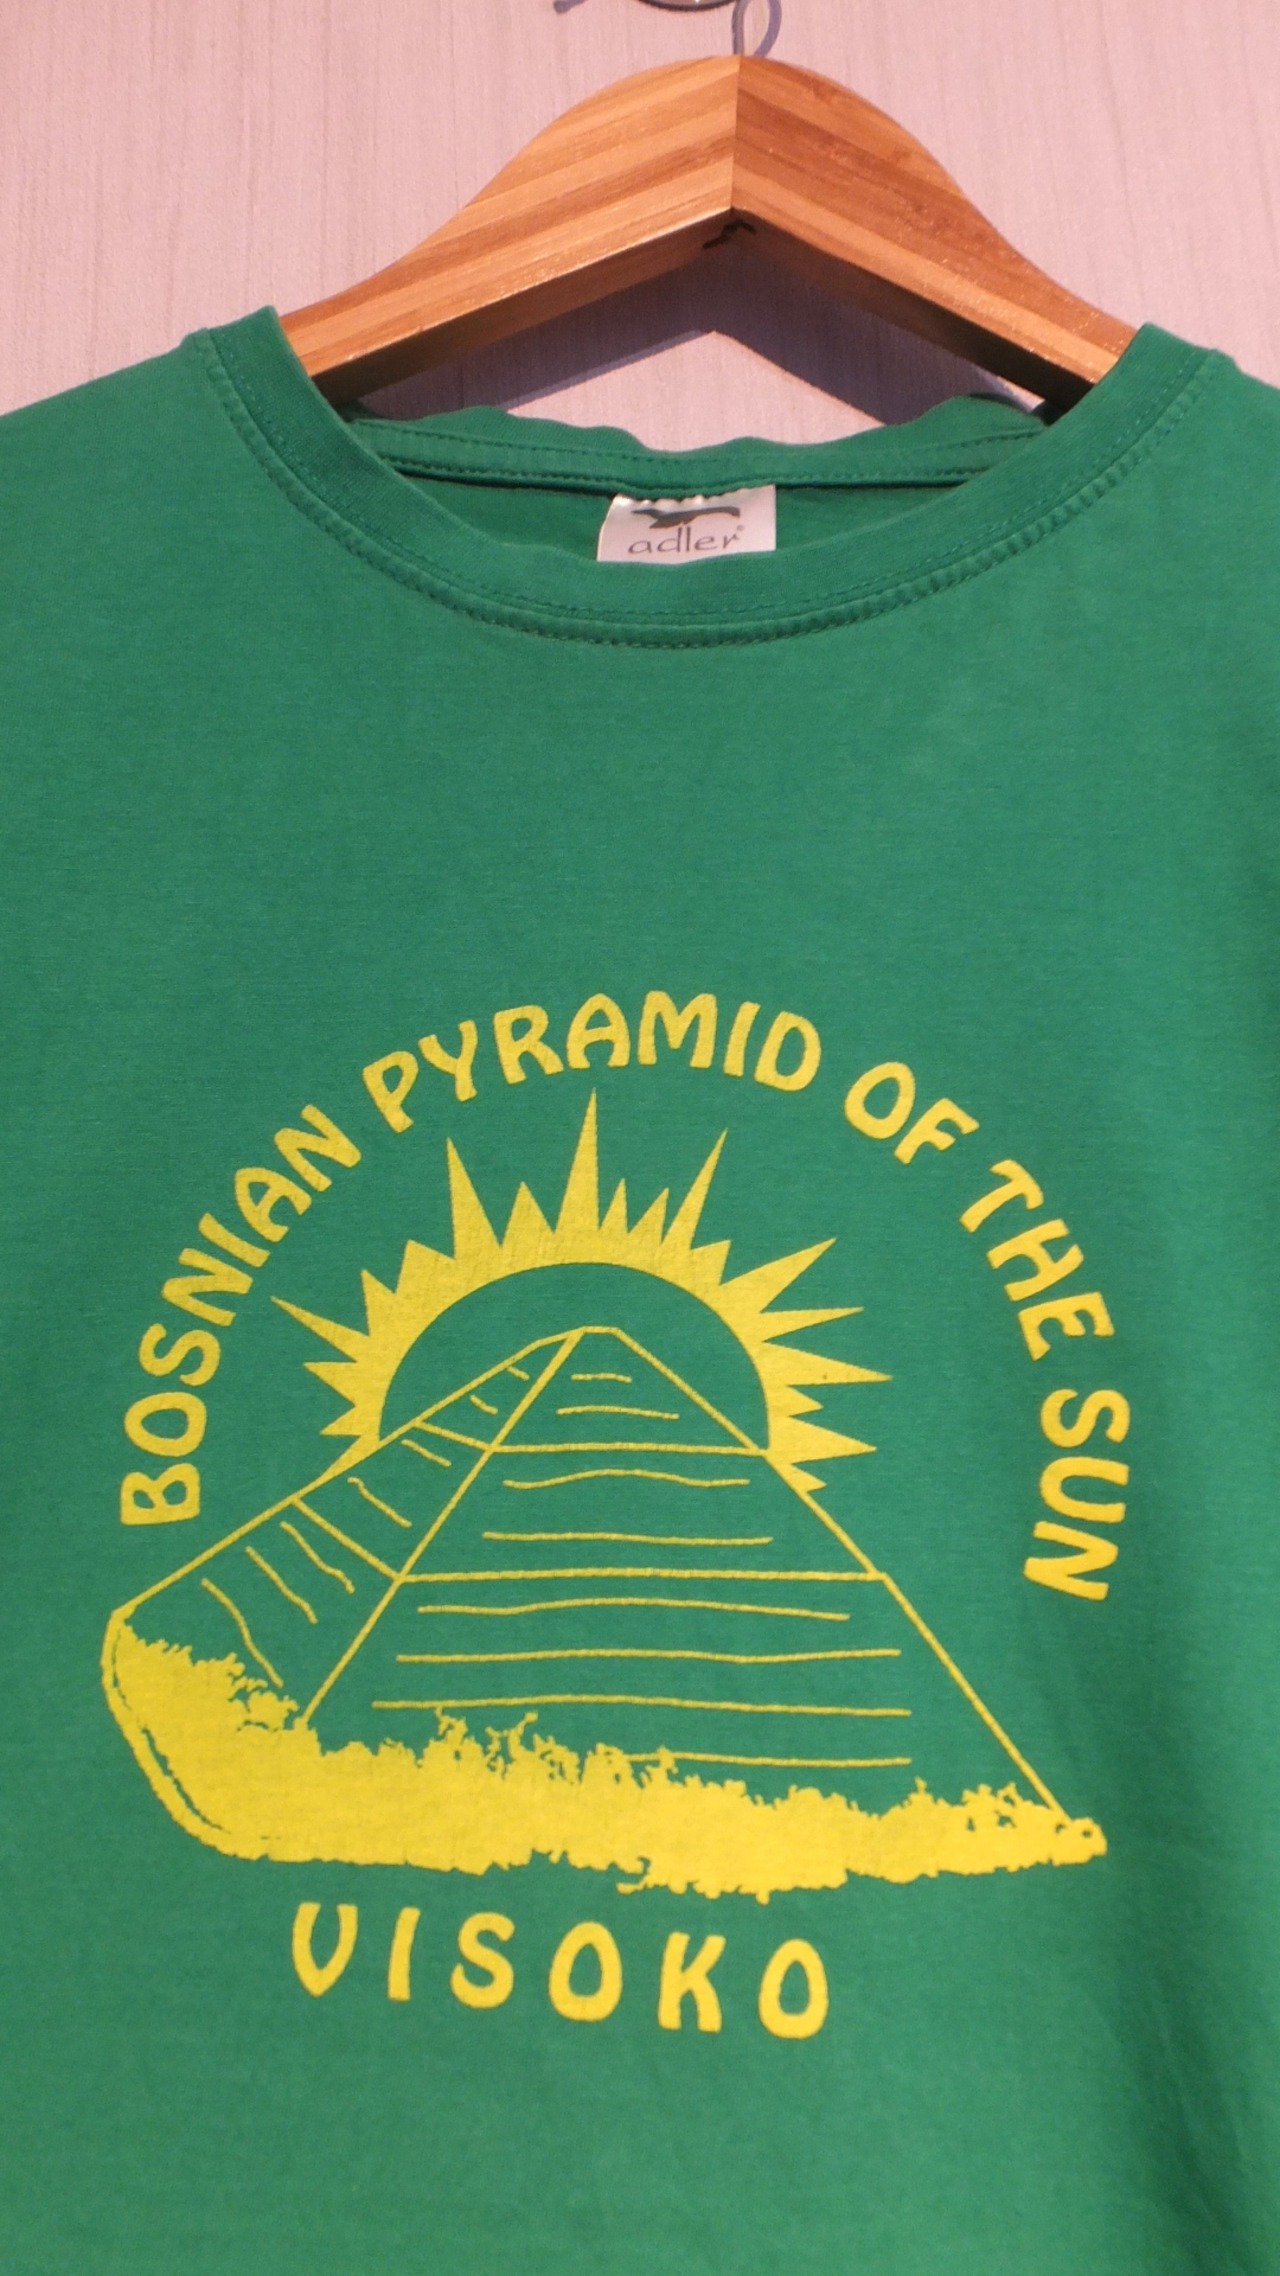 adler®
BOSNIAN PYRAMID OF THE SUN
VISOKO